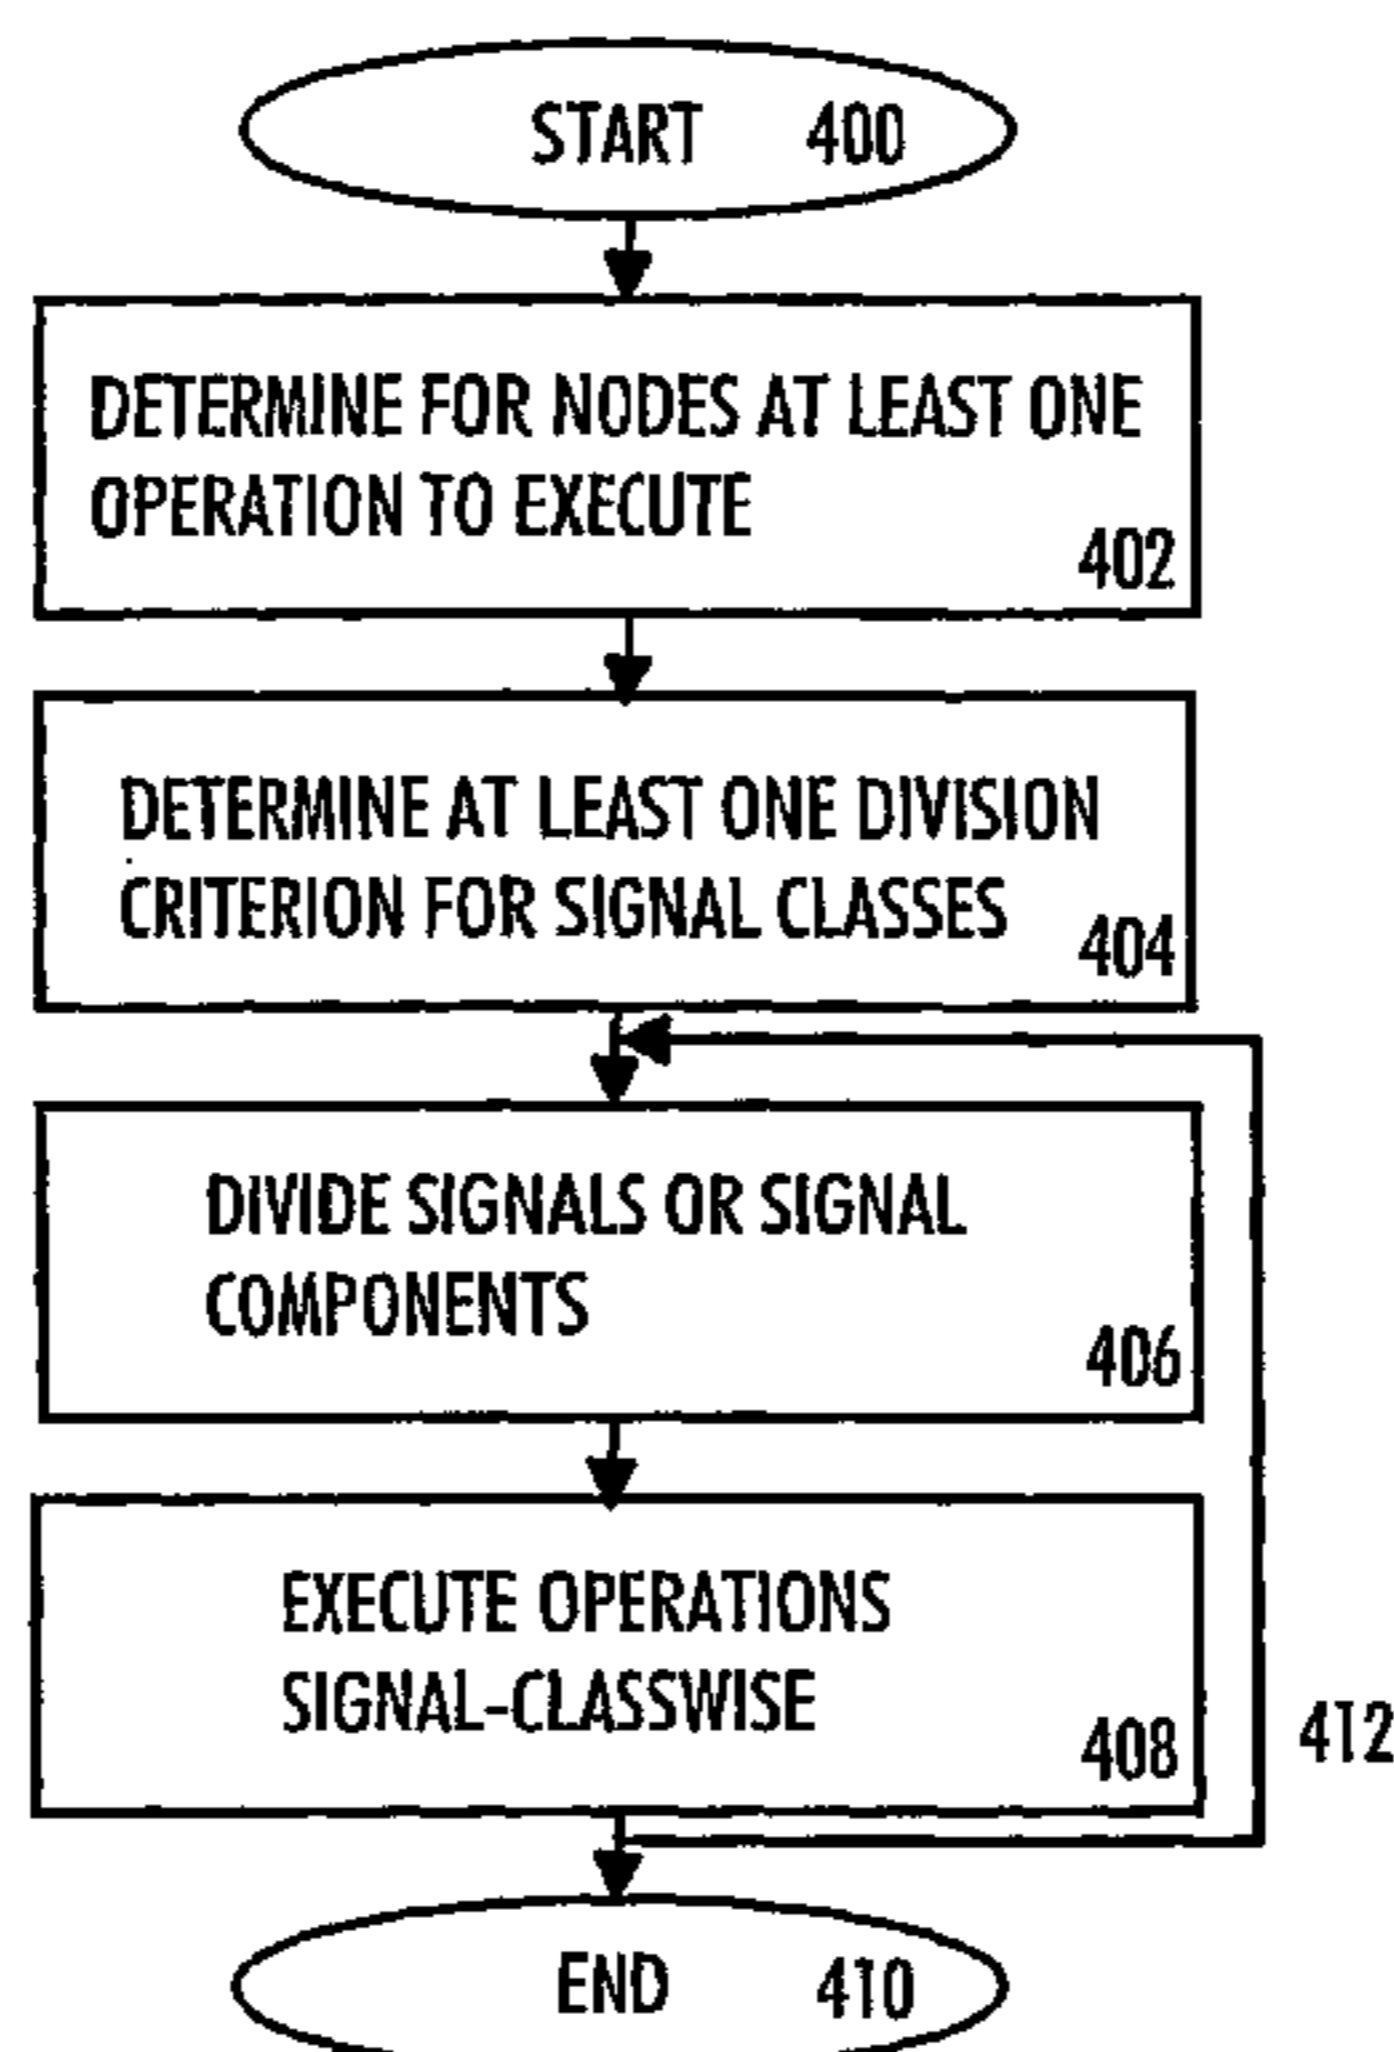 START 400
DETERMINE FOR NODES AT LEAST ONE
OPERATION TO EXECUTE
402
DETERMINE AT LEAST ONE DIVISION
CRITERION FOR SIGNAL CLASSES
404
DIVIDE SIGNALS OR SIGNAL
COMPONENTS
406
EXECUTE OPERATIONS
SIGNAL-CLASSWISE
408
412
END 410